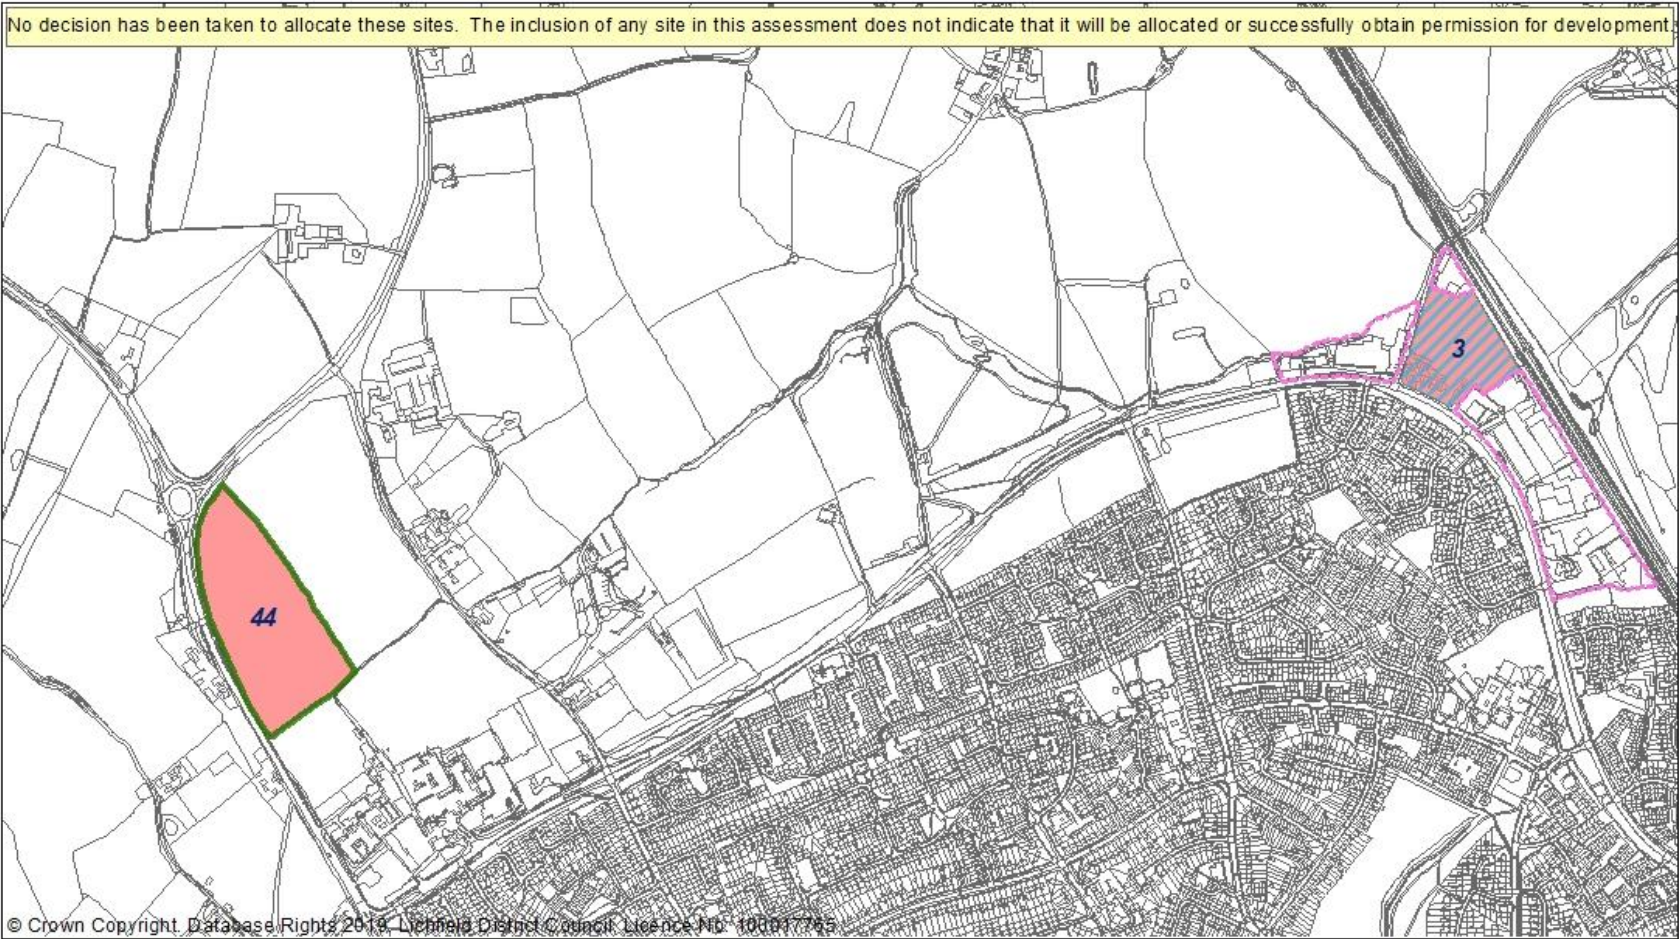 No decision has been taken to allocate these sites. The inclusion of any site in this assessment does not indicate that it will be allocated or successfully obtain permission for development.
3
44
© Crown Copyright. Database Rights 2019. Lichfield District Council. Licence No: 100017765